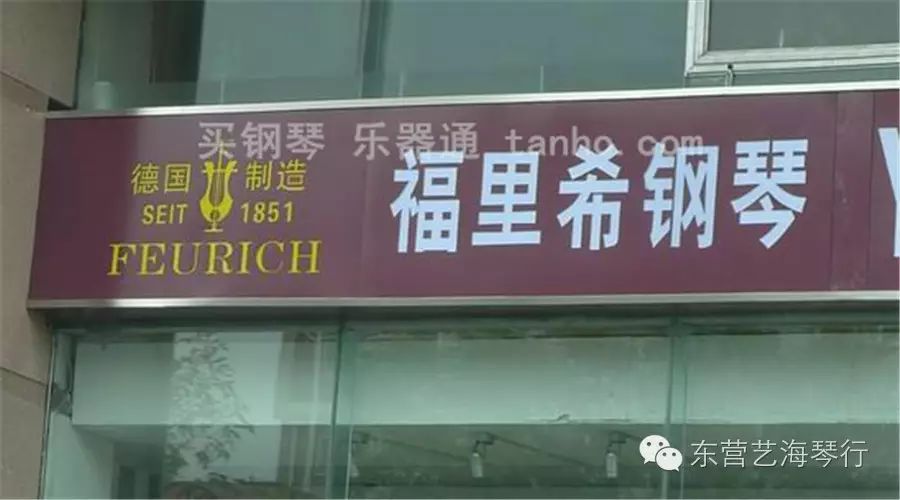 买钢琴 乐器通 tanho.com
德国 制造
SEIT 1851
FEURICH
福里希钢琴
东营艺海琴行